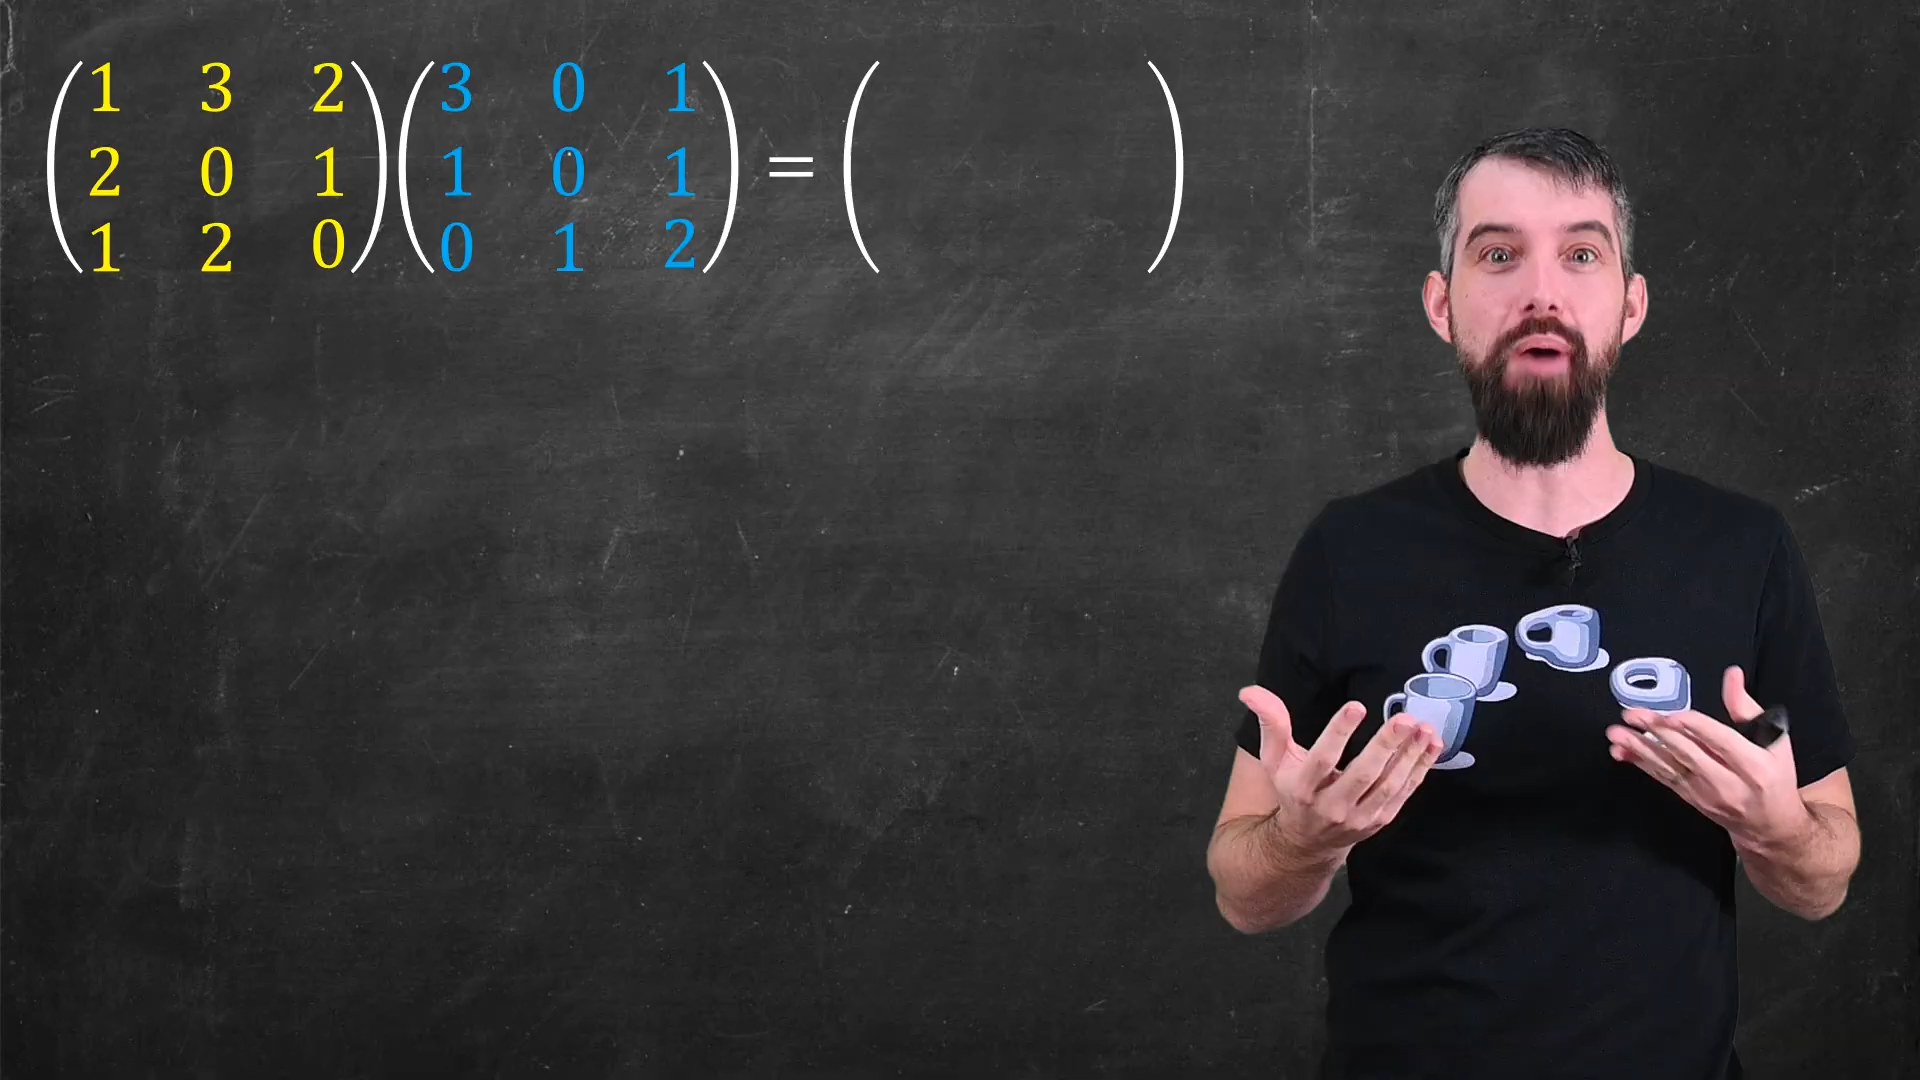 (1 3 2)(3 0 1) = ( )
(2 0 1)(1 0 1)
(1 2 0)(0 1 2)